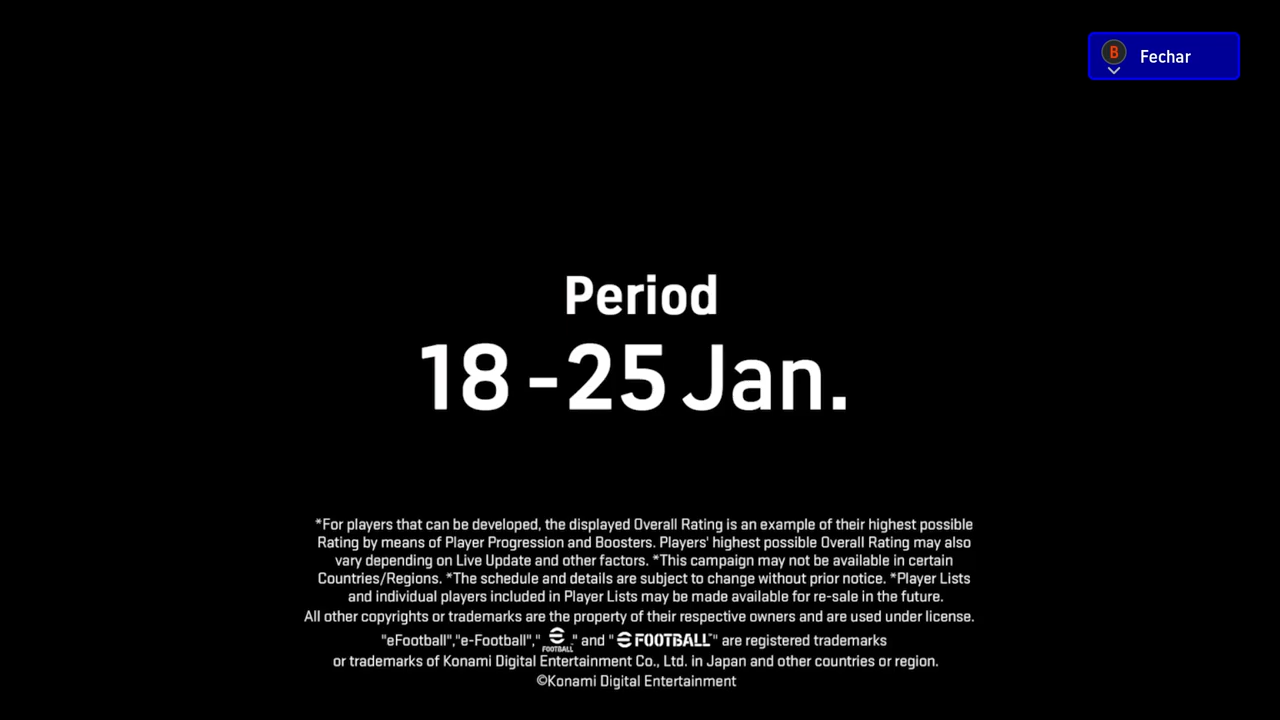 B Fechar
Period
18 - 25 Jan.
*For players that can be developed, the displayed Overall Rating is an example of their highest possible
Rating by means of Player Progression and Boosters. Players' highest possible Overall Rating may also
vary depending on Live Update and other factors. *This campaign may not be available in certain
Countries/Regions. *The schedule and details are subject to change without prior notice. *Player Lists
and individual players included in Player Lists may be made available for re-sale in the future.
All other copyrights or trademarks are the property of their respective owners and are used under license.
"eFootball","e-Football"," e FOOTBALL " and " e FOOTBALL™" are registered trademarks
or trademarks of Konami Digital Entertainment Co., Ltd. in Japan and other countries or region.
©Konami Digital Entertainment